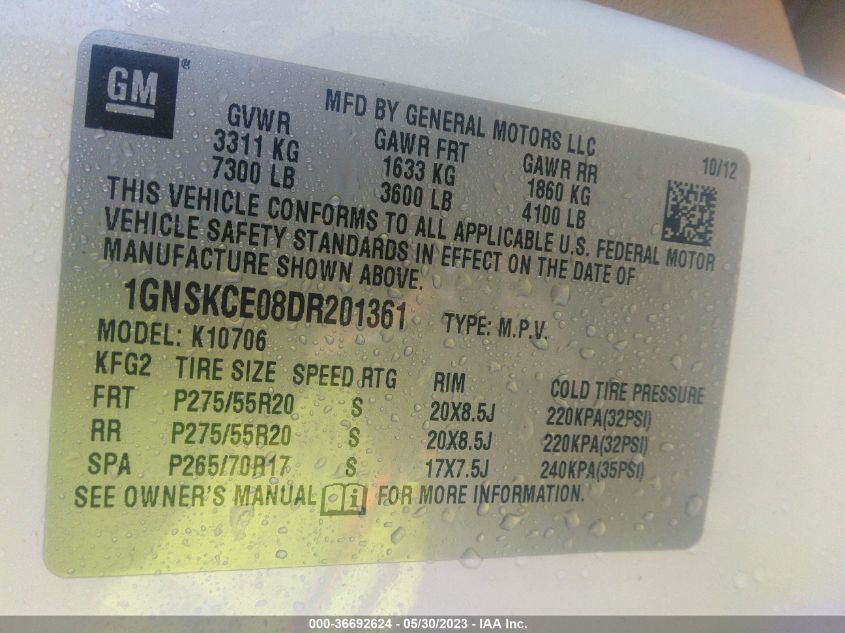 GM®
MFD BY GENERAL MOTORS LLC
10/12
GVWR GAWR FRT GAWR RR
3311 KG 1633 KG 1860 KG
7300 LB 3600 LB 4100 LB
THIS VEHICLE CONFORMS TO ALL APPLICABLE U.S. FEDERAL MOTOR
VEHICLE SAFETY STANDARDS IN EFFECT ON THE DATE OF
MANUFACTURE SHOWN ABOVE.
1GNSKCE08DR201361 TYPE: M.P.V.
MODEL: K10706
KFG2 TIRE SIZE SPEED RTG RIM COLD TIRE PRESSURE
FRT P275/55R20 S 20X8.5J 220KPA(32PSI)
RR P275/55R20 S 20X8.5J 220KPA(32PSI)
SPA P265/70R17 S 17X7.5J 240KPA(35PSI)
SEE OWNER'S MANUAL i FOR MORE INFORMATION.
000-36692624 - 05/30/2023 - IAA Inc.